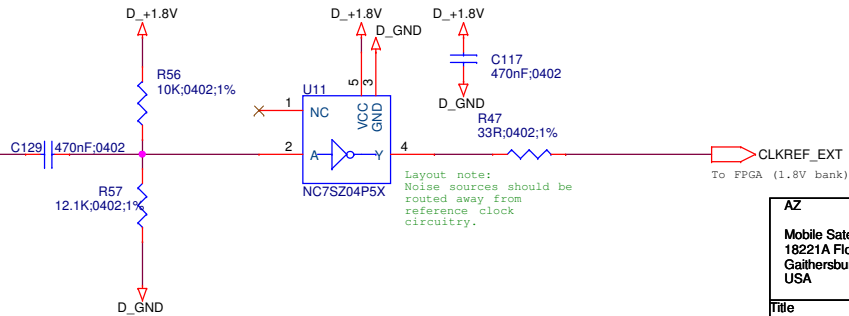 D_+1.8V
D_+1.8V
D_+1.8V
D_GND
R56
10K;0402;1%
C117
470nF;0402
U11
5
3
1
NC
VCC
GND
D_GND
R47
33R;0402;1%
C129
470nF;0402
2
A
Y
4
CLKREF_EXT
To FPGA (1.8V bank)
R57
12.1K;0402;1%
NC7SZ04P5X
Layout note:
Noise sources should be
routed away from
reference clock
circuitry.
D_GND
AZ
Mobile Sate
18221A Flo
Gaithersbu
USA
Title